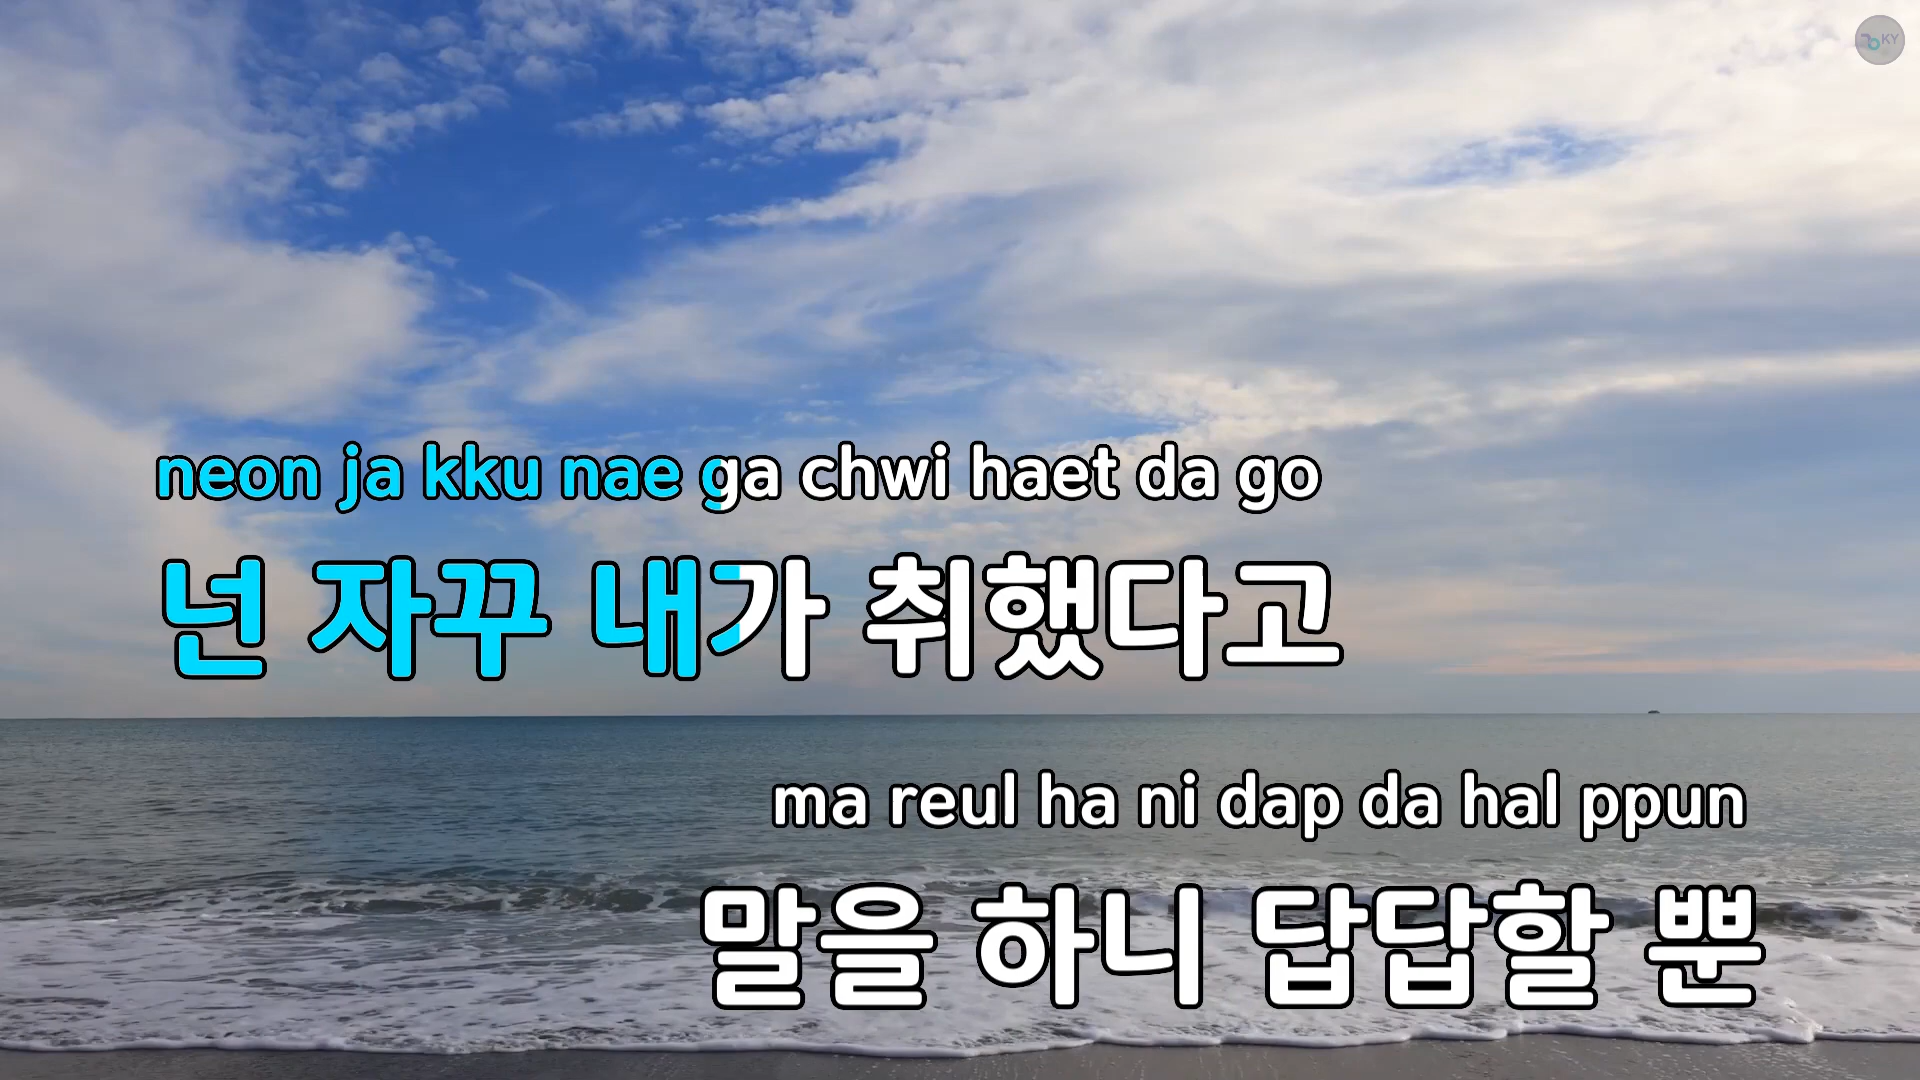 KY
neon ja kku nae ga chwi haet da go
넌 자꾸 내가 취했다고
ma reul ha ni dap da hal ppun
말을 하니 답답할 뿐